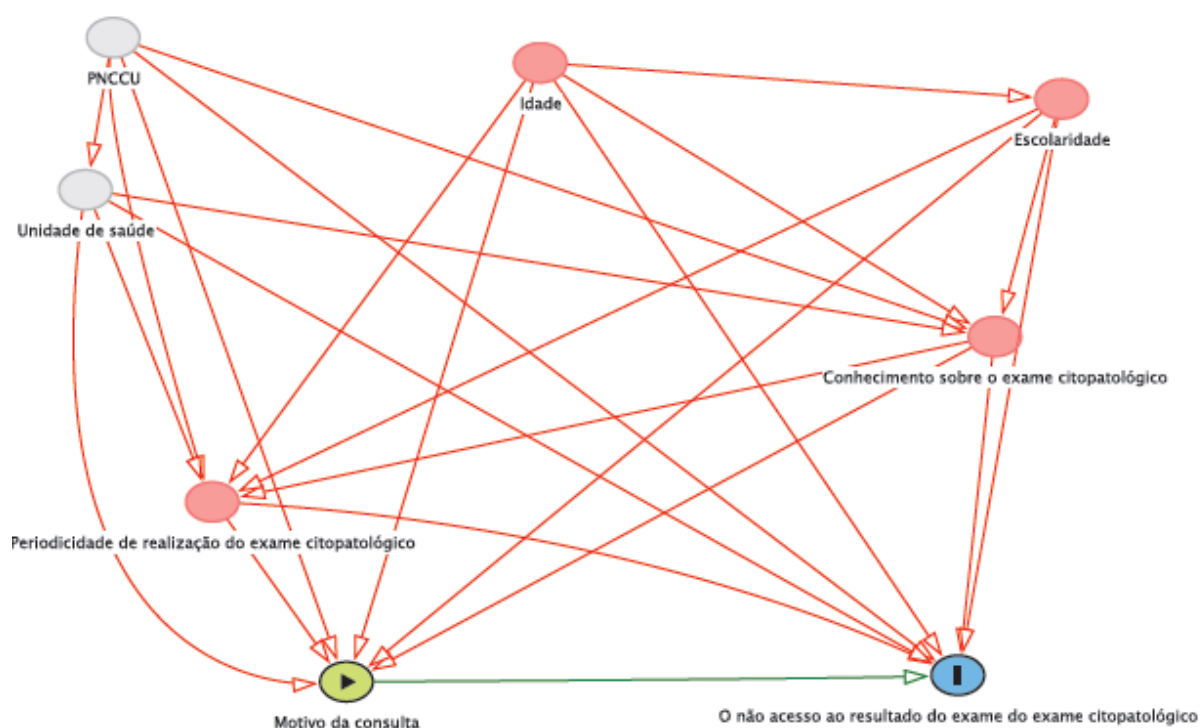 PNCCU
Idade
Escolaridade
Unidade de saúde
Conhecimento sobre o exame citopatológico
Periodicidade de realização do exame citopatológico
Motivo da consulta
O não acesso ao resultado do exame do exame citopatológico